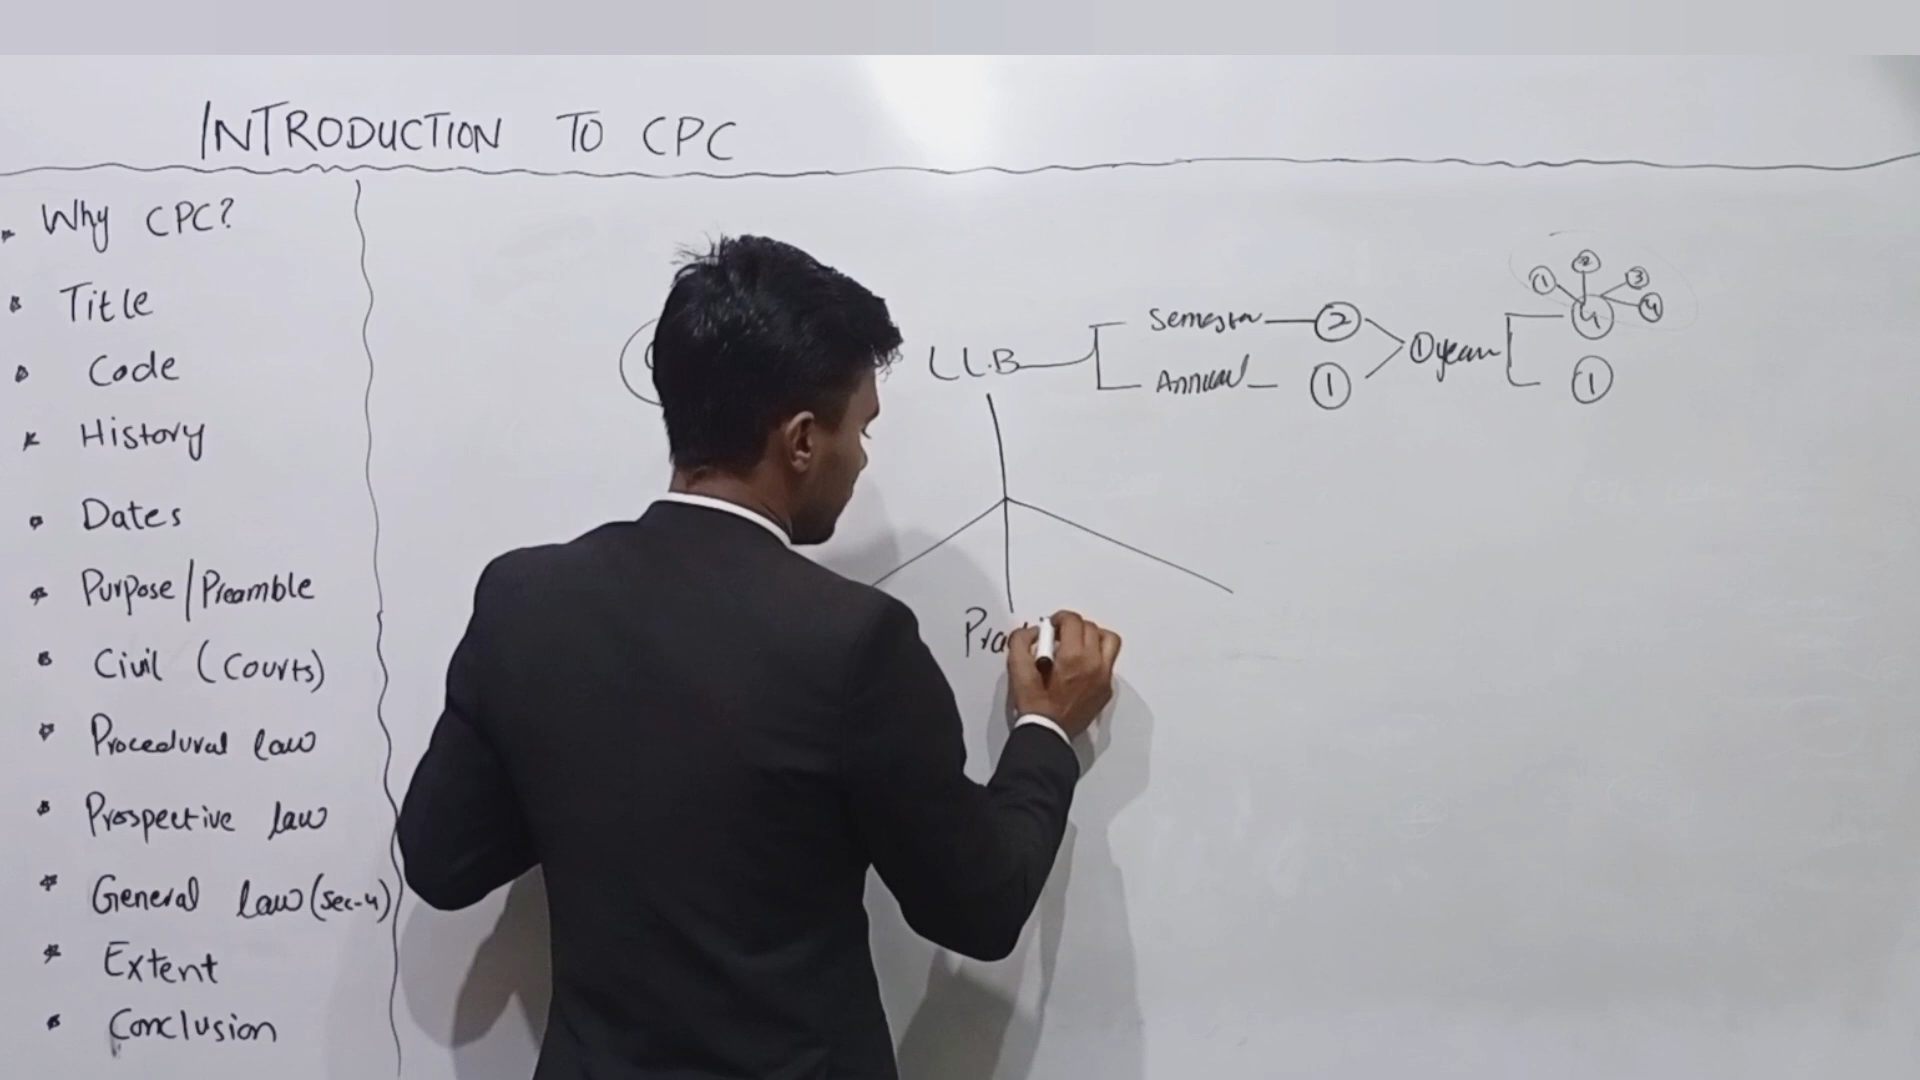 INTRODUCTION TO CPC
Why CPC?
Title
Code
History
Dates
Purpose/Preamble
Civil (Courts)
Procedural law
Prospective law
General law (sec-4)
Extent
Conclusion
LLB
Semester 2
Annual 1
1 year
1 2 3 4
4
1